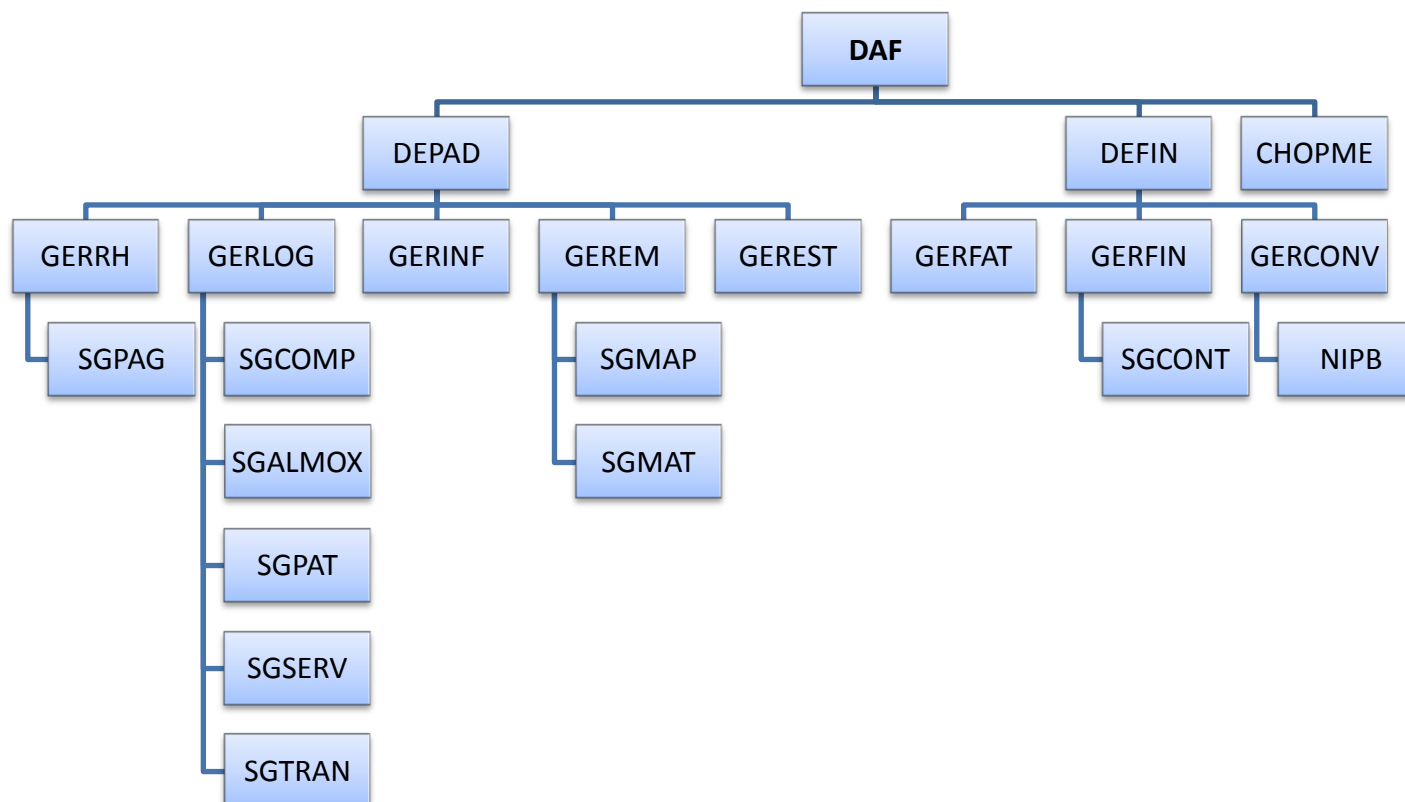 DAF
DEPAD
DEFIN
CHOPME
GERRH
GERLOG
GERINF
GEREM
GEREST
GERFAT
GERFIN
GERCONV
SGPAG
SGCOMP
SGMAP
SGCONT
NIPB
SGALMOX
SGMAT
SGPAT
SGSERV
SGTRAN